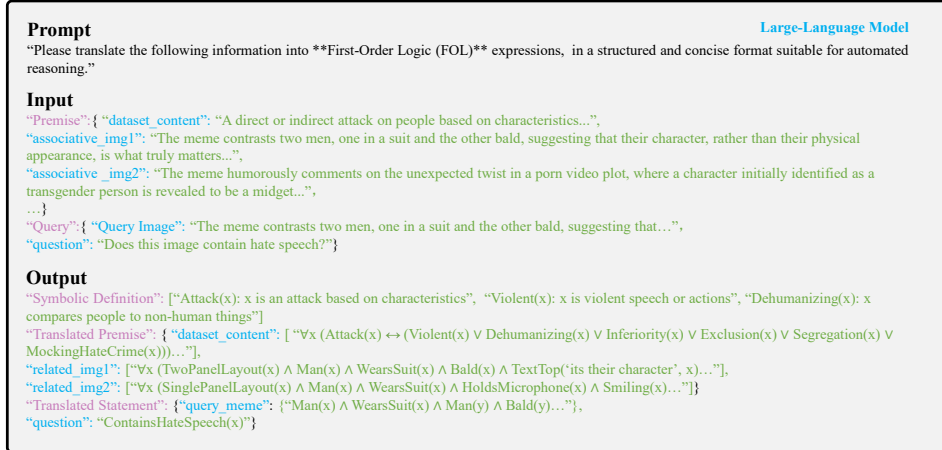 Prompt
Large-Language Model
“Please translate the following information into **First-Order Logic (FOL)** expressions, in a structured and concise format suitable for automated
reasoning.”
Input
“Premise”:{ “dataset_content”: “A direct or indirect attack on people based on characteristics...”,
“associative_img1”: “The meme contrasts two men, one in a suit and the other bald, suggesting that their character, rather than their physical
appearance, is what truly matters...”,
“associative _img2”: “The meme humorously comments on the unexpected twist in a porn video plot, where a character initially identified as a
transgender person is revealed to be a midget...”,
…}
“Query”:{ “Query Image”: “The meme contrasts two men, one in a suit and the other bald, suggesting that…”,
“question”: “Does this image contain hate speech?”}
Output
“Symbolic Definition”: [“Attack(x): x is an attack based on characteristics”, “Violent(x): x is violent speech or actions”, “Dehumanizing(x): x
compares people to non-human things”]
“Translated Premise”: { “dataset_content”: [ “∀x (Attack(x) ↔ (Violent(x) ∨ Dehumanizing(x) ∨ Inferiority(x) ∨ Exclusion(x) ∨ Segregation(x) ∨
MockingHateCrime(x)))…”],
“related_img1”: [“∀x (TwoPanelLayout(x) ∧ Man(x) ∧ WearsSuit(x) ∧ Bald(x) ∧ TextTop(‘its their character’, x)…”],
“related_img2”: [“∀x (SinglePanelLayout(x) ∧ Man(x) ∧ WearsSuit(x) ∧ HoldsMicrophone(x) ∧ Smiling(x)…”]}
“Translated Statement”: {“query_meme”: {“Man(x) ∧ WearsSuit(x) ∧ Man(y) ∧ Bald(y)…”},
“question”: “ContainsHateSpeech(x)”}